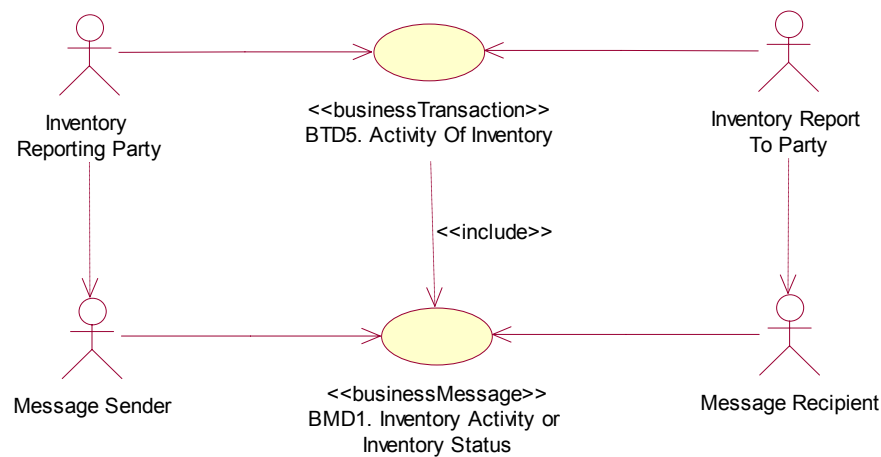 <<businessTransaction>>
BTD5. Activity Of Inventory
Inventory
Reporting Party
Inventory Report
To Party
<<include>>
Message Sender
<<businessMessage>>
BMD1. Inventory Activity or
Inventory Status
Message Recipient